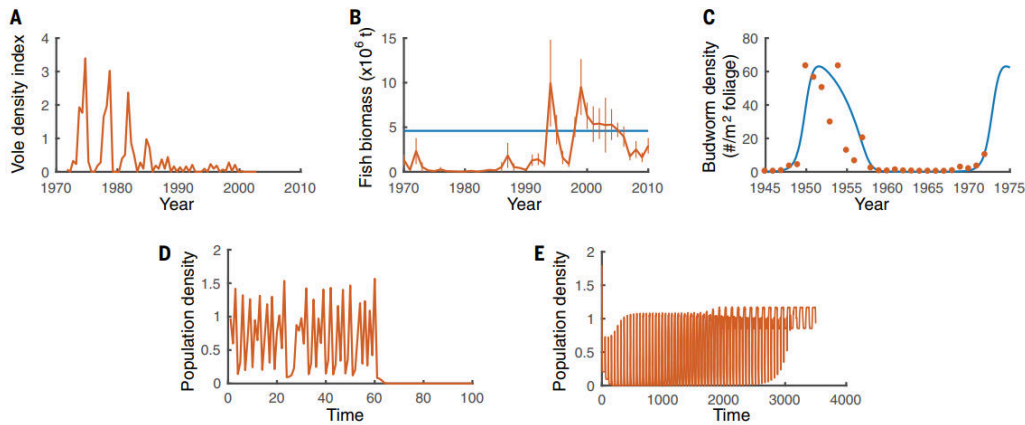 A
Vole density index
4
3
2
1
0
1970 1980 1990 2000 2010
Year
B
Fish biomass (x10⁶ t)
15
10
5
0
1970 1980 1990 2000 2010
Year
C
Budworm density
(#/m² foliage)
80
60
40
20
0
1945 1950 1955 1960 1965 1970 1975
Year
D
Population density
2
1.5
1
0.5
0
0 20 40 60 80 100
Time
E
Population density
2
1.5
1
0.5
0
0 1000 2000 3000 4000
Time